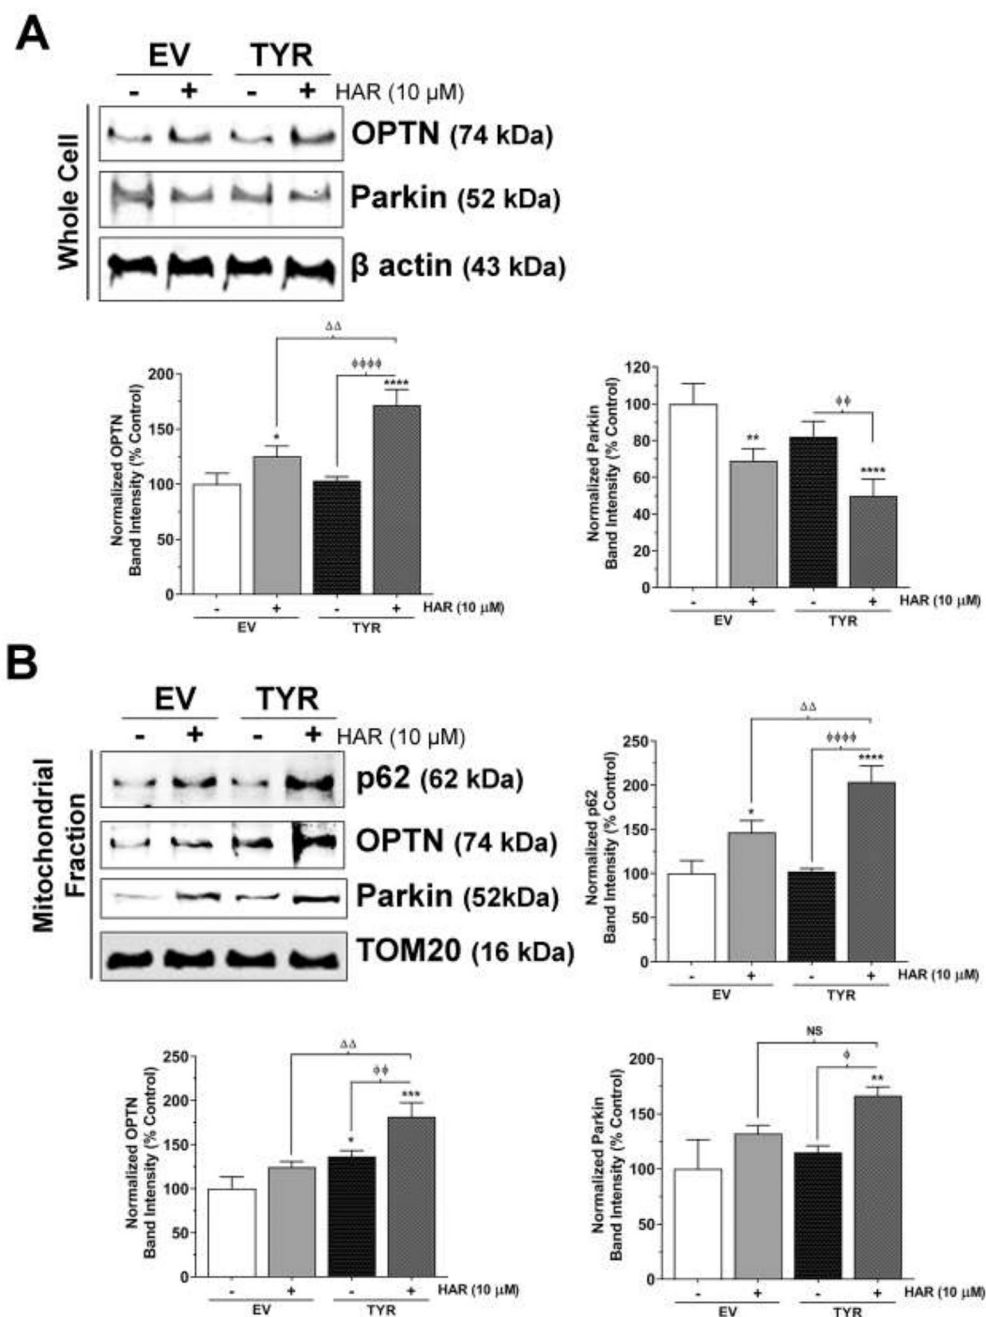 A
EV TYR
- + - + HAR (10 μM)
Whole Cell
OPTN (74 kDa)
Parkin (52 kDa)
β actin (43 kDa)
Normalized OPTN
Band Intensity (% Control)
200
150
100
50
0
*
ΔΔ
ϕϕϕϕ
****
- + - + HAR (10 μM)
EV TYR
Normalized Parkin
Band Intensity (% Control)
120
100
80
60
40
20
0
**
ϕϕ
****
- + - + HAR (10 μM)
EV TYR
B
EV TYR
- + - + HAR (10 μM)
Mitochondrial
Fraction
p62 (62 kDa)
OPTN (74 kDa)
Parkin (52kDa)
TOM20 (16 kDa)
Normalized p62
Band Intensity (% Control)
250
200
150
100
50
0
*
ΔΔ
ϕϕϕϕ
****
- + - + HAR (10 μM)
EV TYR
Normalized OPTN
Band Intensity (% Control)
250
200
150
100
50
0
ΔΔ
*
ϕϕ
***
- + - + HAR (10 μM)
EV TYR
Normalized Parkin
Band Intensity (% Control)
200
150
100
50
0
NS
ϕ
**
- + - + HAR (10 μM)
EV TYR